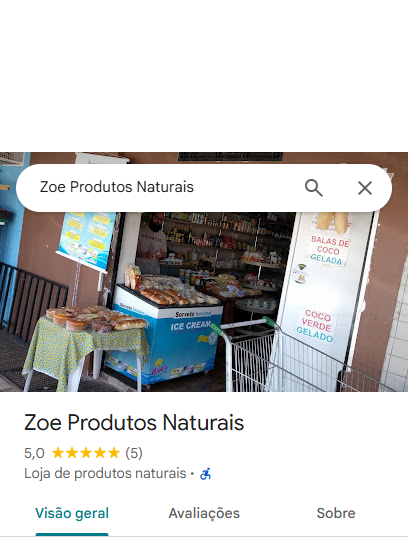 Zoe Produtos Naturais
BALAS DE
COCO
GELADA
Sorvete funcional
ICE CREAM
COCO
VERDE
GELADO
Zoe Produtos Naturais
5,0 ★★★★★ (5)
Loja de produtos naturais ·
Visão geral
Avaliações
Sobre